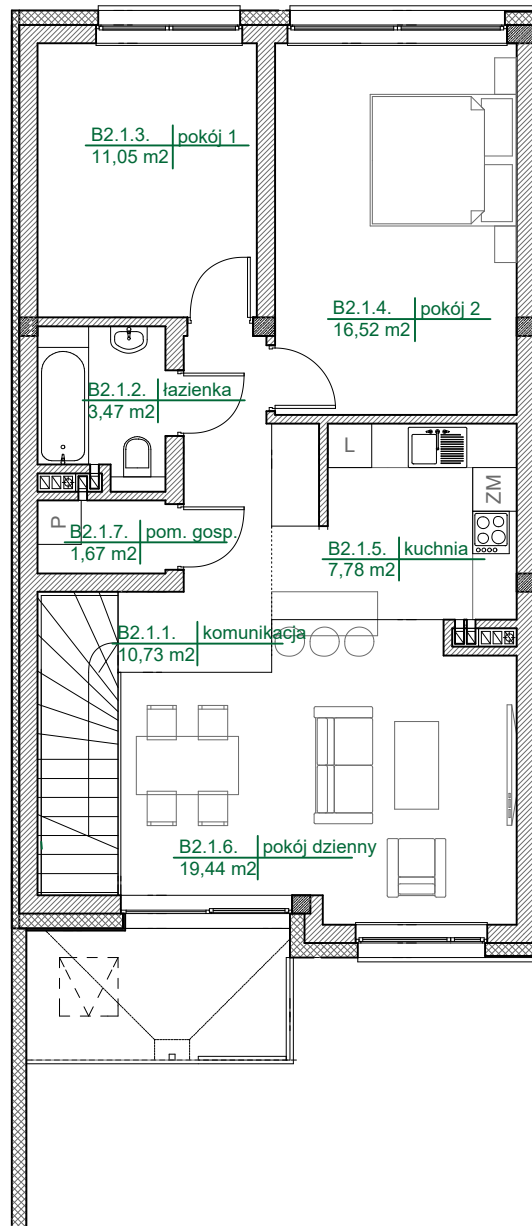 B2.1.3. pokój 1
11,05 m2
B2.1.4. pokój 2
16,52 m2
B2.1.2. łazienka
3,47 m2
L
ZM
P
B2.1.7. pom. gosp.
1,67 m2
B2.1.5. kuchnia
7,78 m2
B2.1.1. komunikacja
10,73 m2
B2.1.6. pokój dzienny
19,44 m2